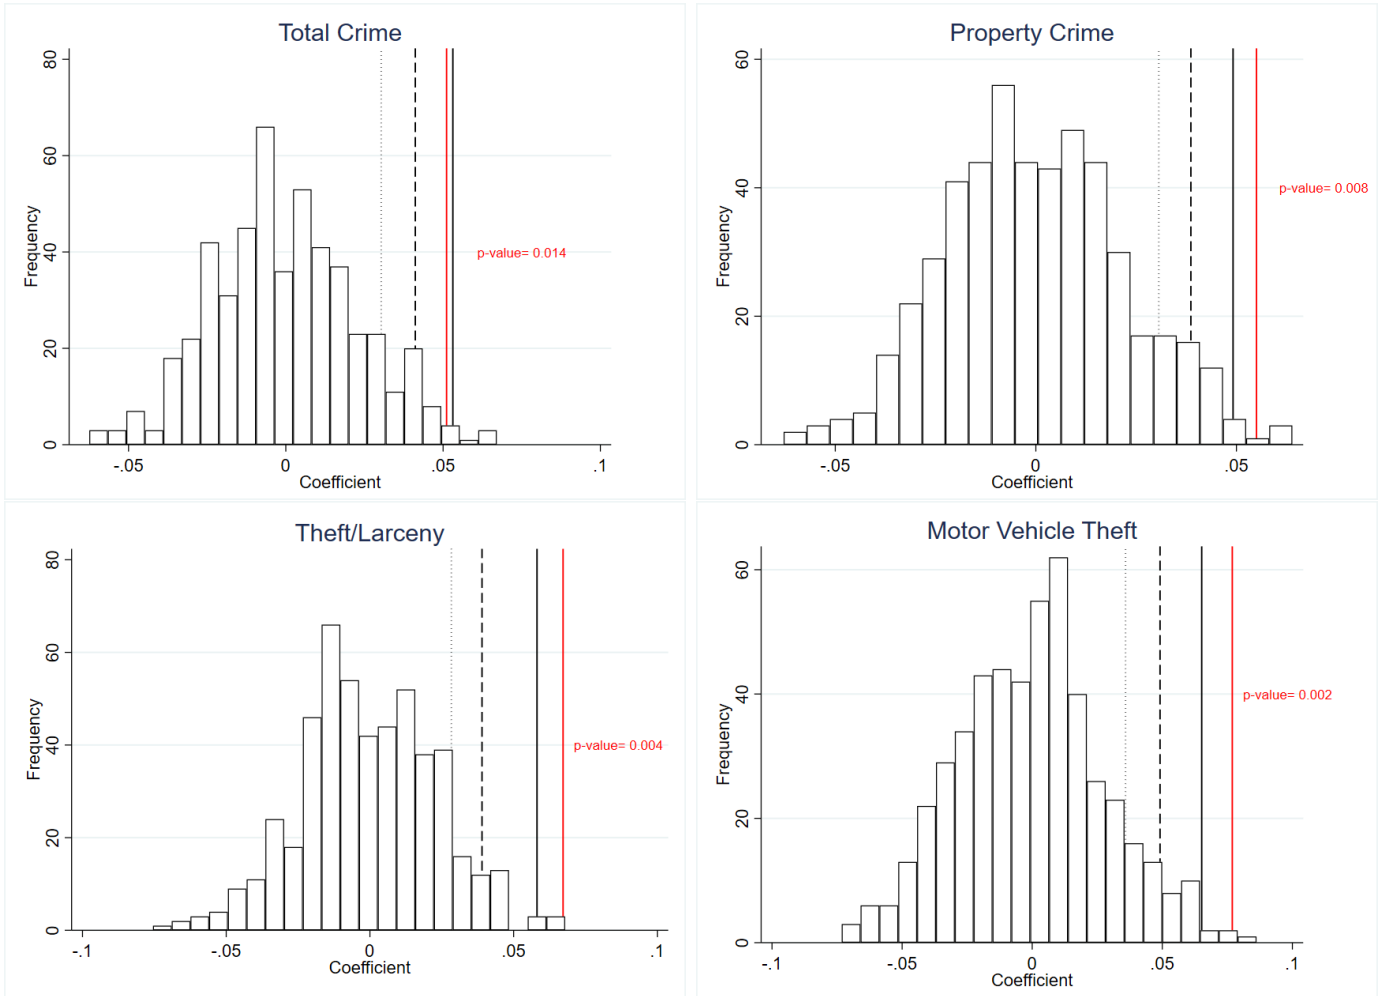 Total Crime
Frequency
80
60
40
20
0
p-value= 0.014
-.05
0
.05
.1
Coefficient
Property Crime
Frequency
60
40
20
0
p-value= 0.008
-.05
0
.05
Coefficient
Theft/Larceny
Frequency
80
60
40
20
0
p-value= 0.004
-.1
-.05
0
.05
.1
Coefficient
Motor Vehicle Theft
Frequency
60
40
20
0
p-value= 0.002
-.1
-.05
0
.05
.1
Coefficient